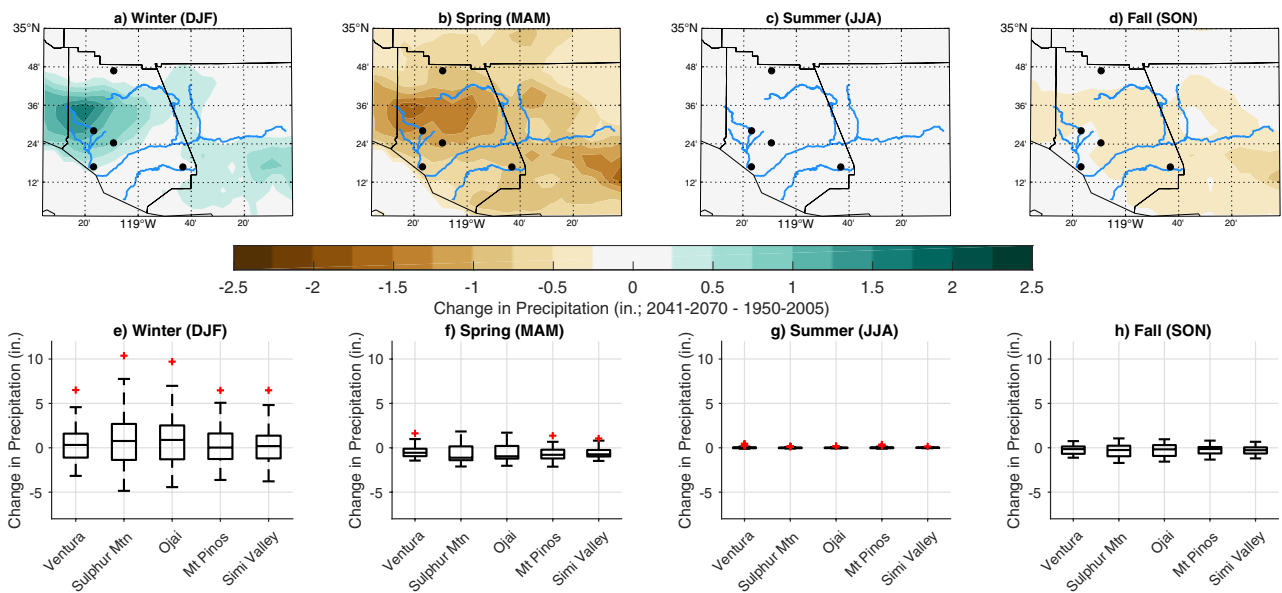 a) Winter (DJF)
b) Spring (MAM)
c) Summer (JJA)
d) Fall (SON)
35°N
48'
36'
24'
12'
20'
119°W
40'
20'
35°N
48'
36'
24'
12'
20'
119°W
40'
20'
35°N
48'
36'
24'
12'
20'
119°W
40'
20'
35°N
48'
36'
24'
12'
20'
119°W
40'
20'
-2.5 -2 -1.5 -1 -0.5 0 0.5 1 1.5 2 2.5
Change in Precipitation (in.; 2041-2070 - 1950-2005)
e) Winter (DJF)
Change in Precipitation (in.)
10
5
0
-5
Ventura
Sulphur Mtn
Ojai
Mt Pinos
Simi Valley
f) Spring (MAM)
Change in Precipitation (in.)
10
5
0
-5
Ventura
Sulphur Mtn
Ojai
Mt Pinos
Simi Valley
g) Summer (JJA)
Change in Precipitation (in.)
10
5
0
-5
Ventura
Sulphur Mtn
Ojai
Mt Pinos
Simi Valley
h) Fall (SON)
Change in Precipitation (in.)
10
5
0
-5
Ventura
Sulphur Mtn
Ojai
Mt Pinos
Simi Valley